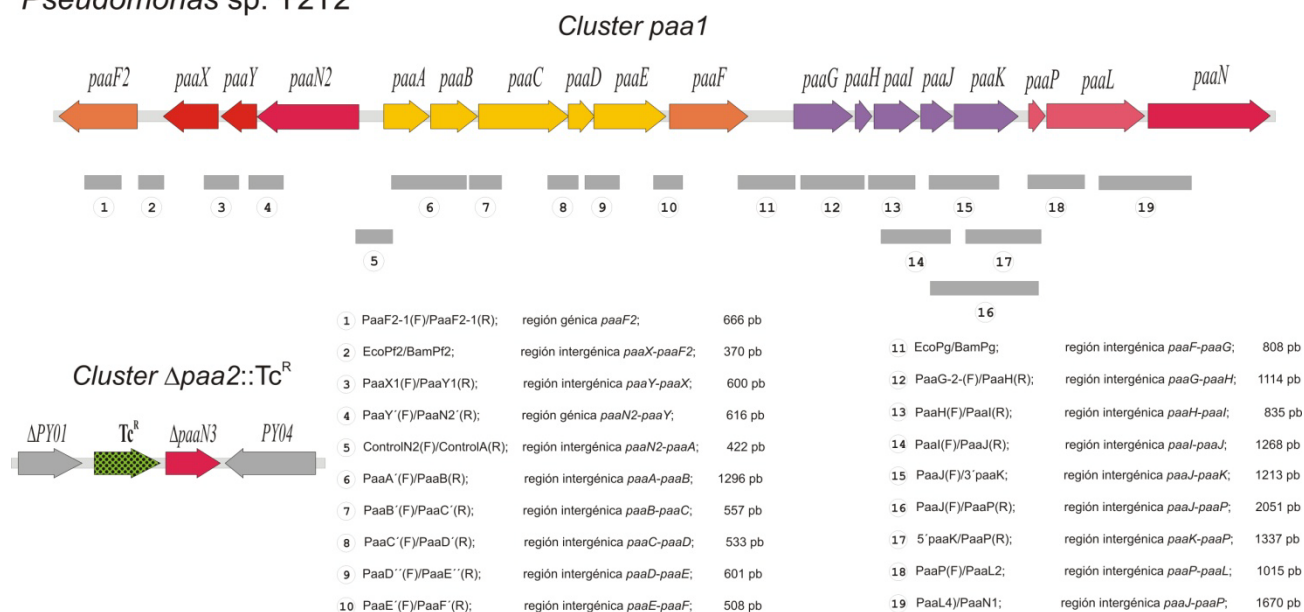 Pseudomonas sp.
Cluster paa1
paaF2 paaX paaY paaN2 paaA paaB paaC paaD paaE paaF paaG paaH paaI paaJ paaK paaP paaL paaN
1 2 3 4 6 7 8 9 10 11 12 13 15 18 19
5 14 17
16
Cluster Δpaa2::Tc^R
ΔPY01 Tc^R ΔpaaN3 PY04
1 PaaF2-1(F)/PaaF2-1(R); región génica paaF2; 666 pb
2 EcoPf2/BamPf2; región intergénica paaX-paaF2; 370 pb
3 PaaX1(F)/PaaY1(R); región intergénica paaY-paaX; 600 pb
4 PaaY´(F)/PaaN2´(R); región génica paaN2-paaY; 616 pb
5 ControlN2(F)/ControlA(R); región intergénica paaN2-paaA; 422 pb
6 PaaA´(F)/PaaB(R); región intergénica paaA-paaB; 1296 pb
7 PaaB´(F)/PaaC´(R); región intergénica paaB-paaC; 557 pb
8 PaaC´(F)/PaaD´(R); región intergénica paaC-paaD; 533 pb
9 PaaD´´(F)/PaaE´´(R); región intergénica paaD-paaE; 601 pb
10 PaaE´(F)/PaaF´(R); región intergénica paaE-paaF; 508 pb
11 EcoPg/BamPg; región intergénica paaF-paaG; 808 pb
12 PaaG-2-(F)/PaaH(R); región intergénica paaG-paaH; 1114 pb
13 PaaH(F)/PaaI(R); región intergénica paaH-paaI; 835 pb
14 PaaI(F)/PaaJ(R); región intergénica paaI-paaJ; 1268 pb
15 PaaJ(F)/3´paaK; región intergénica paaJ-paaK; 1213 pb
16 PaaJ(F)/PaaP(R); región intergénica paaJ-paaP; 2051 pb
17 5´paaK/PaaP(R); región intergénica paaK-paaP; 1337 pb
18 PaaP(F)/PaaL2; región intergénica paaP-paaL; 1015 pb
19 PaaL4)/PaaN1; región intergénica paaJ-paaP; 1670 pb